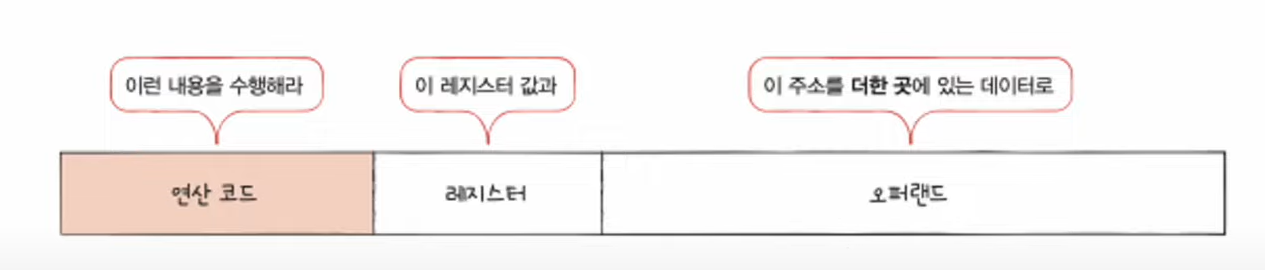 이런 내용을 수행해라
이 레지스터 값과
이 주소를 더한 곳에 있는 데이터로
연산 코드
레지스터
오퍼랜드